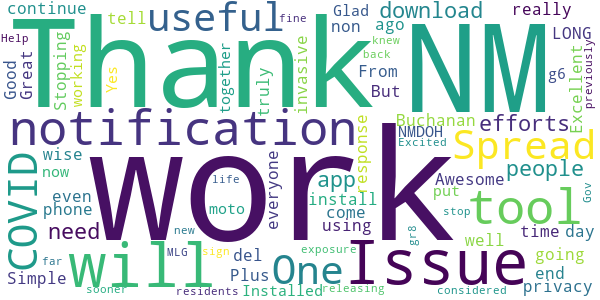 continue
tell
useful
ago
Glad
download
really
fine
knew
back
Help
Thank
NM
non
LONG
Good
Great
Stopping
working
Yes
together
truly
invasive
From
But
g6
Excellent
previously
notification
response
Buchanan
NMDOH
Excited
efforts
COVID
wise
now
even
phone
work
everyone
Spread
people
need
life
moto
app
install
come
using
Awesome
put
tool
will
new
MLG
sign
One
del
Plus
Issue
well
time
day
Gov
stop
going
end
privacy
Simple
far
sooner
residents
Installed
exposure
releasing
gr8
considered